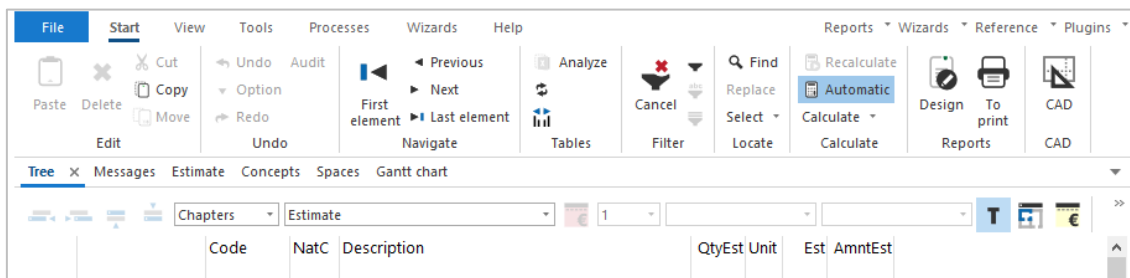 File Start View Tools Processes Wizards Help Reports Wizards Reference Plugins
Cut Undo Audit Previous Analyze Find Recalculate
Copy Option Next Replace Automatic
Paste Delete Move Redo First element Last element Cancel abc Select Calculate Design To print CAD
Edit Undo Navigate Tables Filter Locate Calculate Reports CAD
Tree × Messages Estimate Concepts Spaces Gantt chart
Chapters Estimate € 1 T €
Code NatC Description QtyEst Unit Est AmntEst